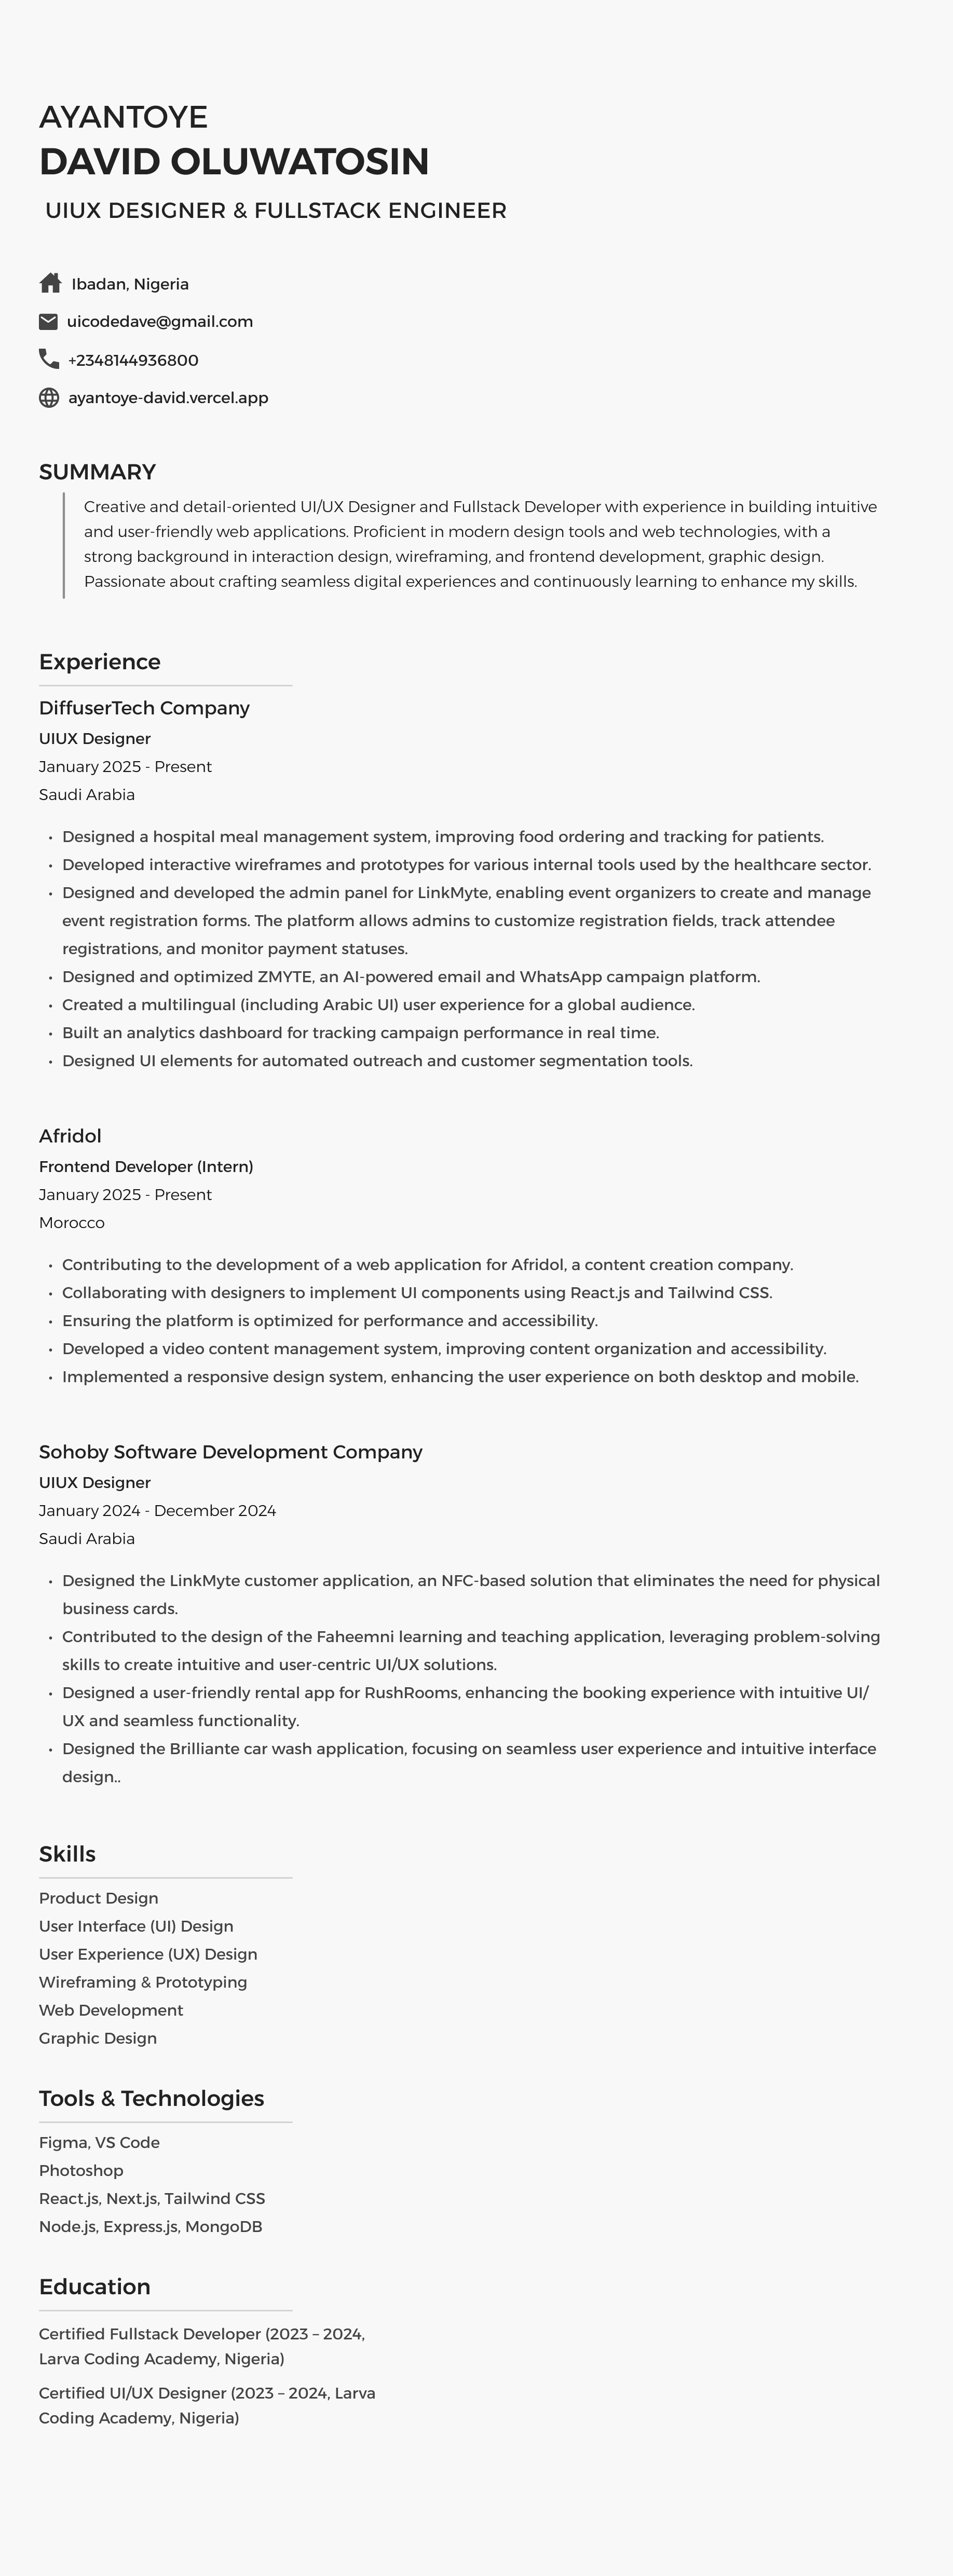 AYANTOYE
DAVID OLUWATOSIN
UIUX DESIGNER & FULLSTACK ENGINEER
Ibadan, Nigeria
uicodedave@gmail.com
+2348144936800
ayantoye-david.vercel.app
SUMMARY
Creative and detail-oriented UI/UX Designer and Fullstack Developer with experience in building intuitive
and user-friendly web applications. Proficient in modern design tools and web technologies, with a
strong background in interaction design, wireframing, and frontend development, graphic design.
Passionate about crafting seamless digital experiences and continuously learning to enhance my skills.
Experience
DiffuserTech Company
UIUX Designer
January 2025 - Present
Saudi Arabia
• Designed a hospital meal management system, improving food ordering and tracking for patients.
• Developed interactive wireframes and prototypes for various internal tools used by the healthcare sector.
• Designed and developed the admin panel for LinkMyte, enabling event organizers to create and manage
event registration forms. The platform allows admins to customize registration fields, track attendee
registrations, and monitor payment statuses.
• Designed and optimized ZMYTE, an AI-powered email and WhatsApp campaign platform.
• Created a multilingual (including Arabic UI) user experience for a global audience.
• Built an analytics dashboard for tracking campaign performance in real time.
• Designed UI elements for automated outreach and customer segmentation tools.
Afridol
Frontend Developer (Intern)
January 2025 - Present
Morocco
• Contributing to the development of a web application for Afridol, a content creation company.
• Collaborating with designers to implement UI components using React.js and Tailwind CSS.
• Ensuring the platform is optimized for performance and accessibility.
• Developed a video content management system, improving content organization and accessibility.
• Implemented a responsive design system, enhancing the user experience on both desktop and mobile.
Sohoby Software Development Company
UIUX Designer
January 2024 - December 2024
Saudi Arabia
• Designed the LinkMyte customer application, an NFC-based solution that eliminates the need for physical
business cards.
• Contributed to the design of the Faheemni learning and teaching application, leveraging problem-solving
skills to create intuitive and user-centric UI/UX solutions.
• Designed a user-friendly rental app for RushRooms, enhancing the booking experience with intuitive UI/
UX and seamless functionality.
• Designed the Brilliante car wash application, focusing on seamless user experience and intuitive interface
design..
Skills
Product Design
User Interface (UI) Design
User Experience (UX) Design
Wireframing & Prototyping
Web Development
Graphic Design
Tools & Technologies
Figma, VS Code
Photoshop
React.js, Next.js, Tailwind CSS
Node.js, Express.js, MongoDB
Education
Certified Fullstack Developer (2023 – 2024,
Larva Coding Academy, Nigeria)
Certified UI/UX Designer (2023 – 2024, Larva
Coding Academy, Nigeria)